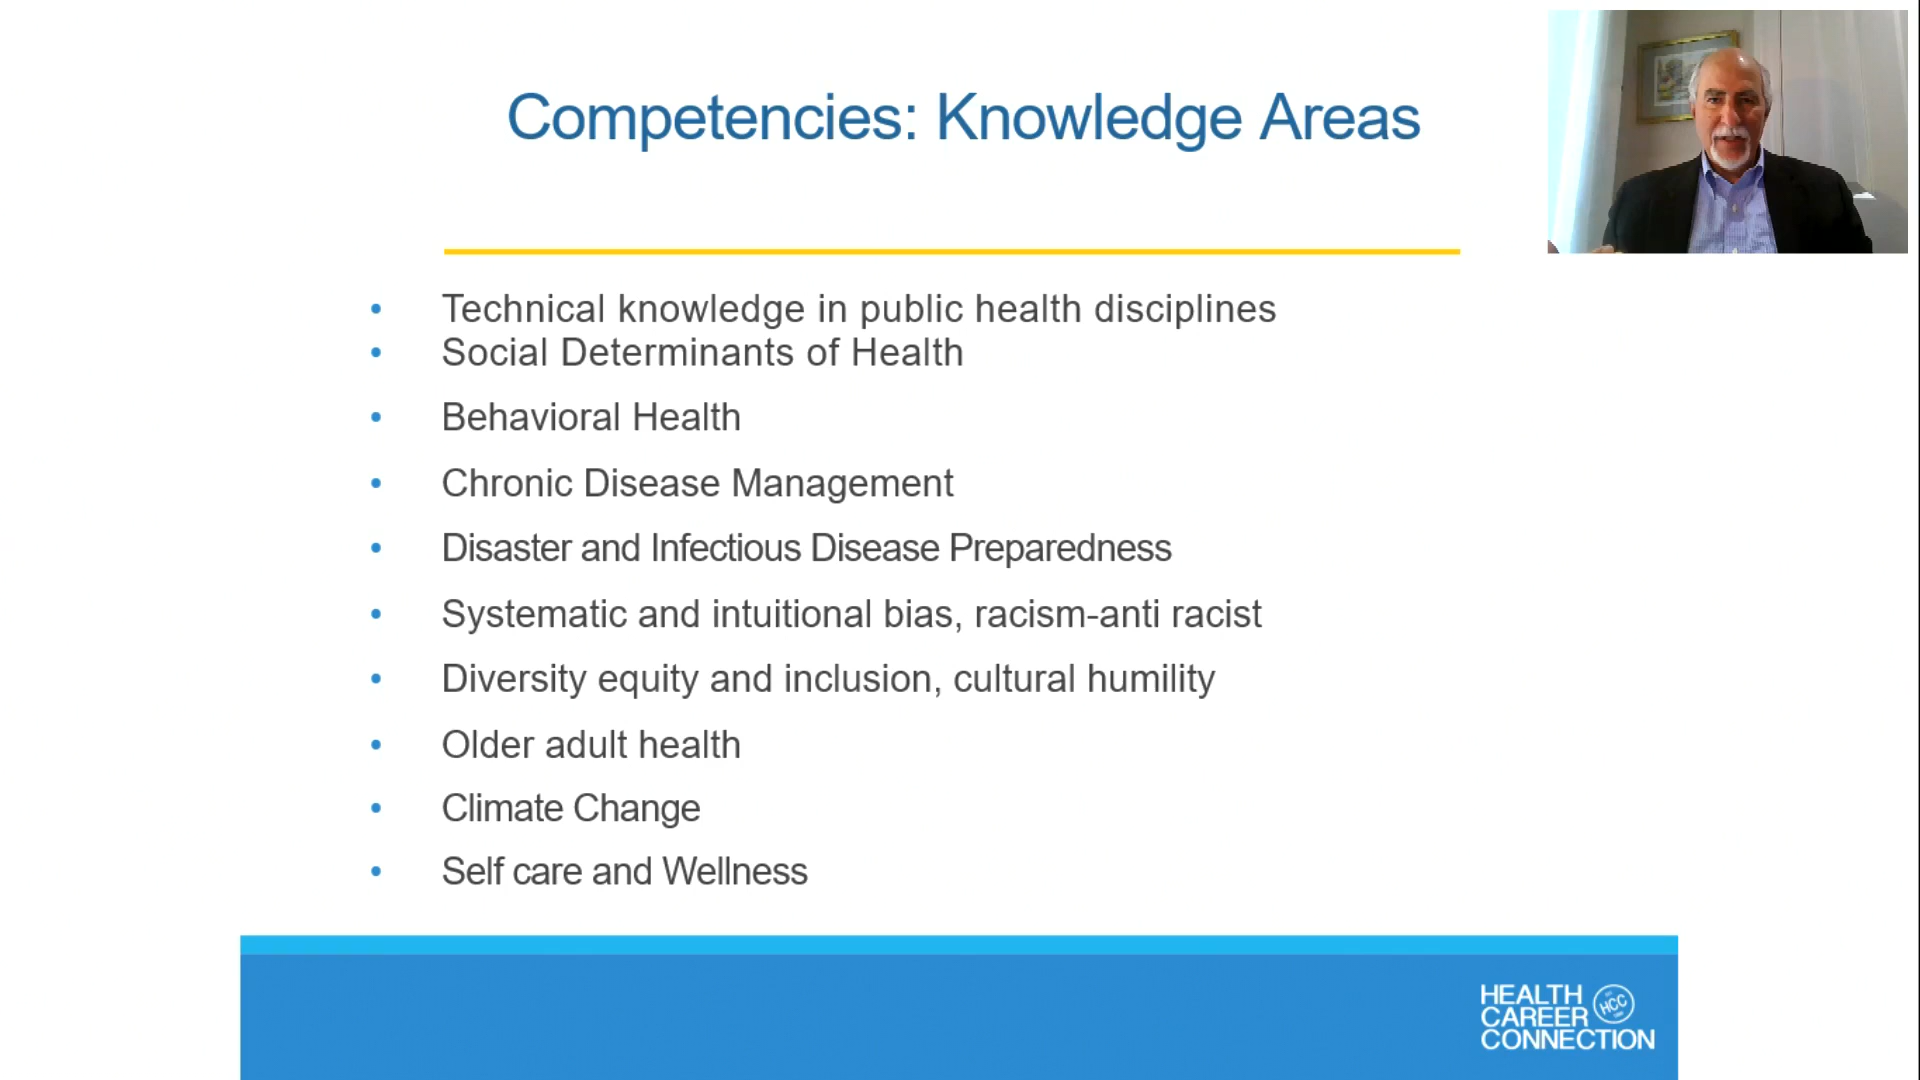 Competencies: Knowledge Areas
• Technical knowledge in public health disciplines
• Social Determinants of Health
• Behavioral Health
• Chronic Disease Management
• Disaster and Infectious Disease Preparedness
• Systematic and intuitional bias, racism-anti racist
• Diversity equity and inclusion, cultural humility
• Older adult health
• Climate Change
• Self care and Wellness
HEALTH
CAREER
CONNECTION
HCC